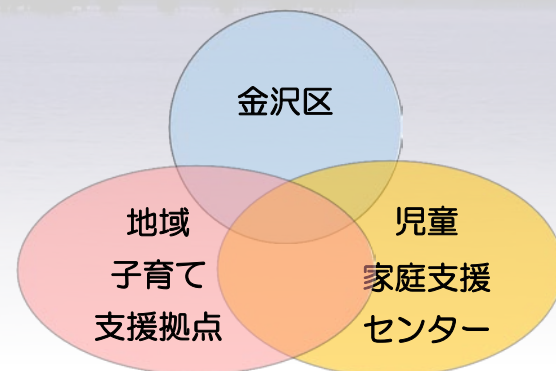 金沢区
地域
子育て
支援拠点
児童
家庭支援
センター